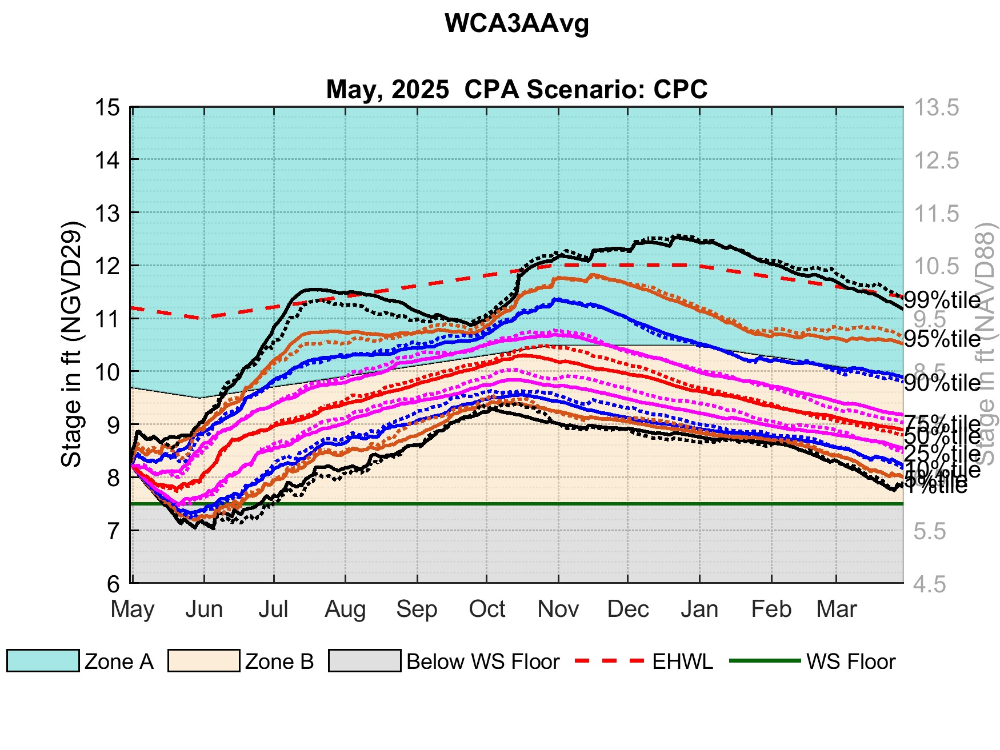 WCA3AAvg
May, 2025 CPA Scenario: CPC
Stage in ft (NGVD29)
15
14
13
12
11
10
9
8
7
6
13.5
12.5
11.5
10.5
9.5
8.5
5.5
4.5
Stage in ft (NAVD88)
99%tile
95%tile
90%tile
75%tile
50%tile
25%tile
10%tile
5%tile
1%tile
May Jun Jul Aug Sep Oct Nov Dec Jan Feb Mar
Zone A Zone B Below WS Floor EHWL WS Floor